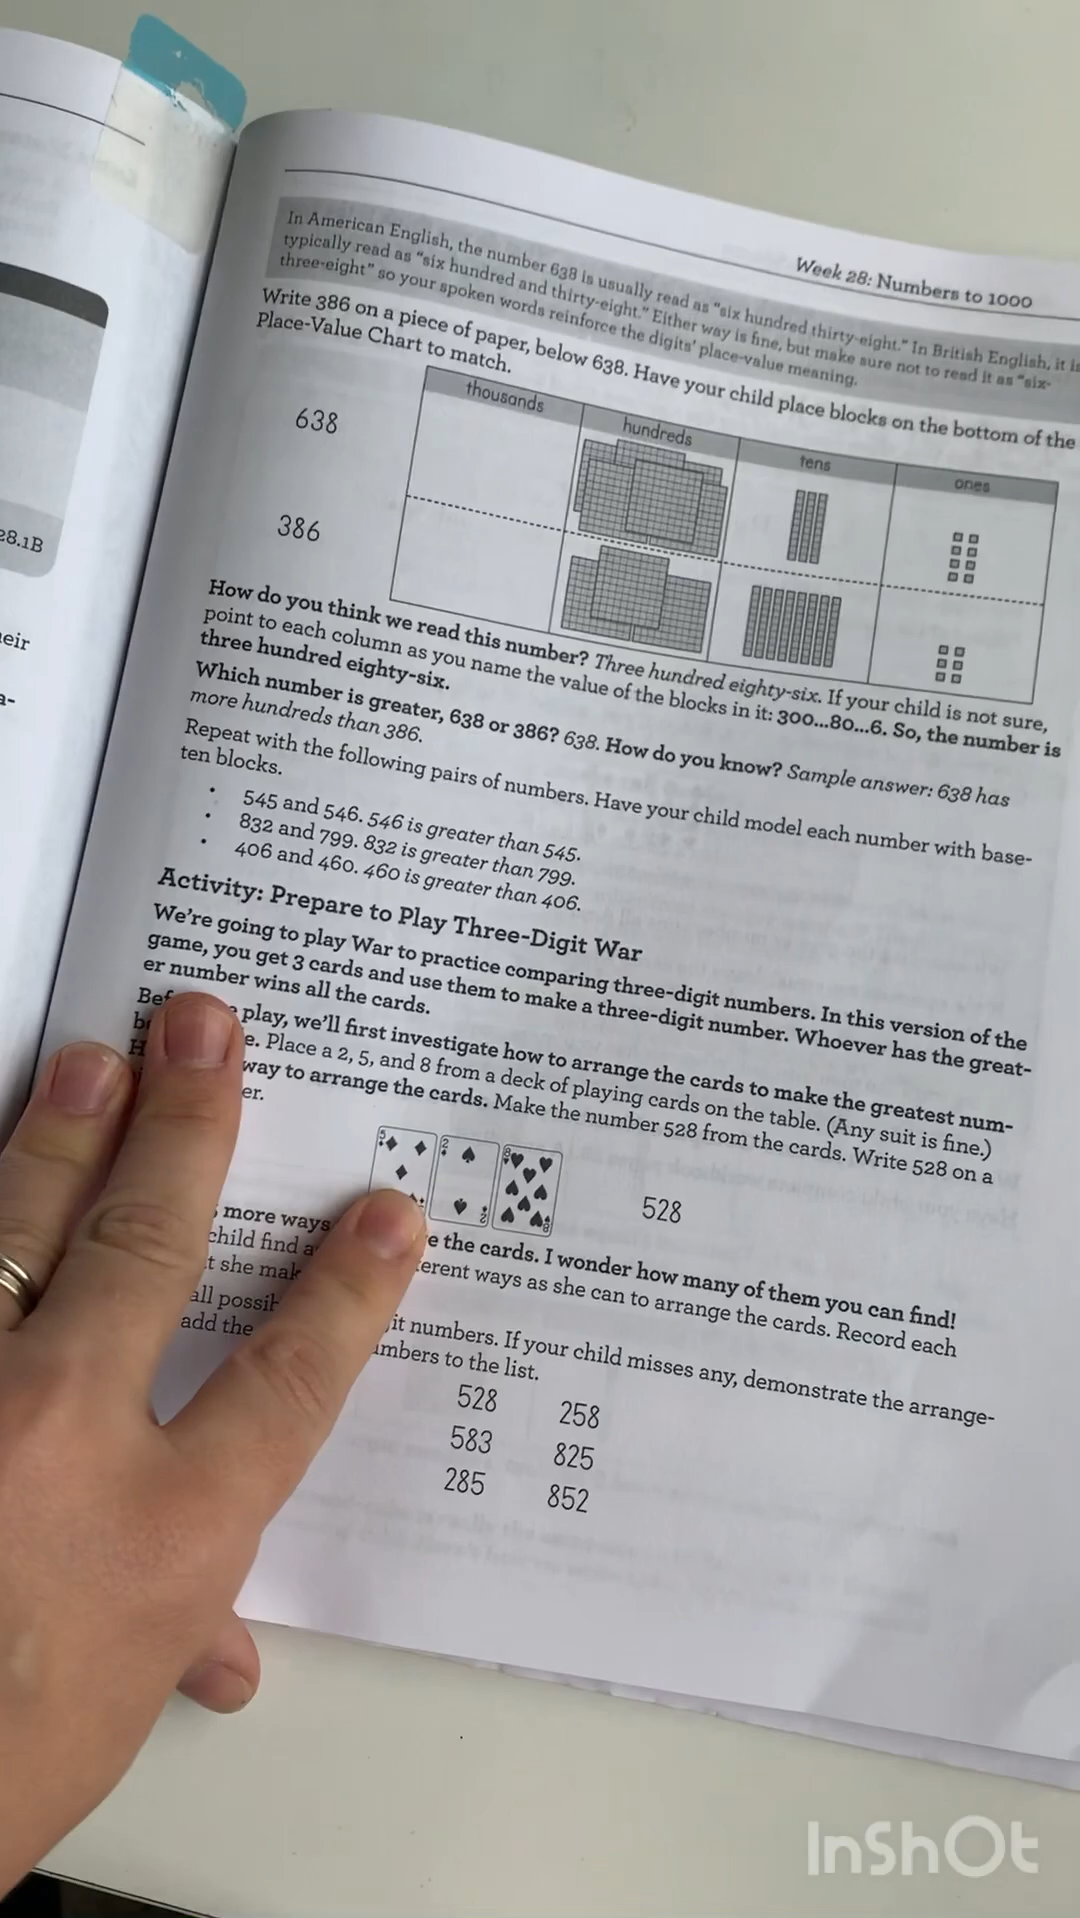 Week 28: Numbers to 1000
In American English, the number 638 is usually read as "six hundred thirty-eight." In British English, it is
typically read as "six hundred and thirty-eight." Either way is fine, but make sure not to read it as "six-
three-eight" so your spoken words reinforce the digits' place-value meaning.
Write 386 on a piece of paper, below 638. Have your child place blocks on the bottom of the
Place-Value Chart to match.
thousands hundreds tens ones
638
386
28.1B
How do you think we read this number? Three hundred eighty-six. If your child is not sure,
point to each column as you name the value of the blocks in it: 300...80...6. So, the number is
three hundred eighty-six.
Which number is greater, 638 or 386? 638. How do you know? Sample answer: 638 has
more hundreds than 386.
Repeat with the following pairs of numbers. Have your child model each number with base-
ten blocks.
• 545 and 546. 546 is greater than 545.
• 832 and 799. 832 is greater than 799.
• 406 and 460. 460 is greater than 406.
Activity: Prepare to Play Three-Digit War
We're going to play War to practice comparing three-digit numbers. In this version of the
game, you get 3 cards and use them to make a three-digit number. Whoever has the great-
er number wins all the cards.
play, we'll first investigate how to arrange the cards to make the greatest num-
Place a 2, 5, and 8 from a deck of playing cards on the table. (Any suit is fine.)
way to arrange the cards. Make the number 528 from the cards. Write 528 on a
er.
5 2 2 8 8
528
more ways the cards. I wonder how many of them you can find!
child find ways as she can to arrange the cards. Record each
she
all numbers. If your child misses any, demonstrate the arrange-
add the to the list.
528 258
583 825
285 852
InShOt